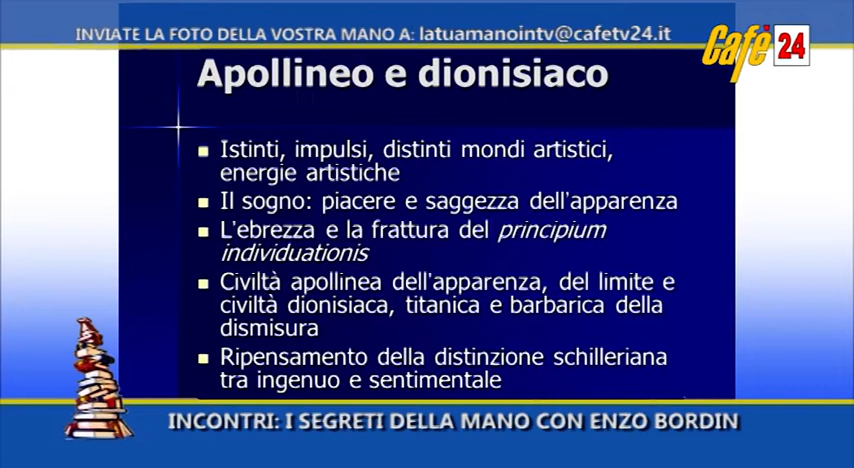 INVIATE LA FOTO DELLA VOSTRA MANO A: latuamanointv@cafetv24.it
Cafè 24
Apollineo e dionisiaco
Istinti, impulsi, distinti mondi artistici,
energie artistiche
Il sogno: piacere e saggezza dell'apparenza
L'ebrezza e la frattura del principium
individuationis
Civiltà apollinea dell'apparenza, del limite e
civiltà dionisiaca, titanica e barbarica della
dismisura
Ripensamento della distinzione schilleriana
tra ingenuo e sentimentale
INCONTRI: I SEGRETI DELLA MANO CON ENZO BORDIN